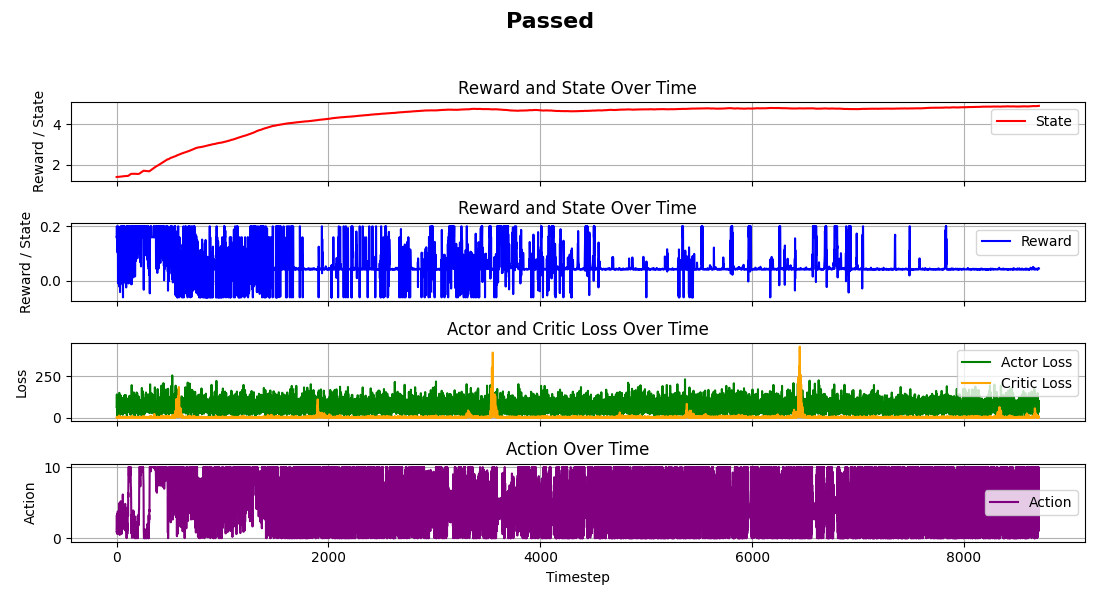 Passed
Reward and State Over Time
Reward / State
4
2
State
Reward and State Over Time
Reward / State
0.2
0.0
Reward
Actor and Critic Loss Over Time
Loss
250
0
Actor Loss
Critic Loss
Action Over Time
Action
10
0
Action
0 2000 4000 6000 8000
Timestep